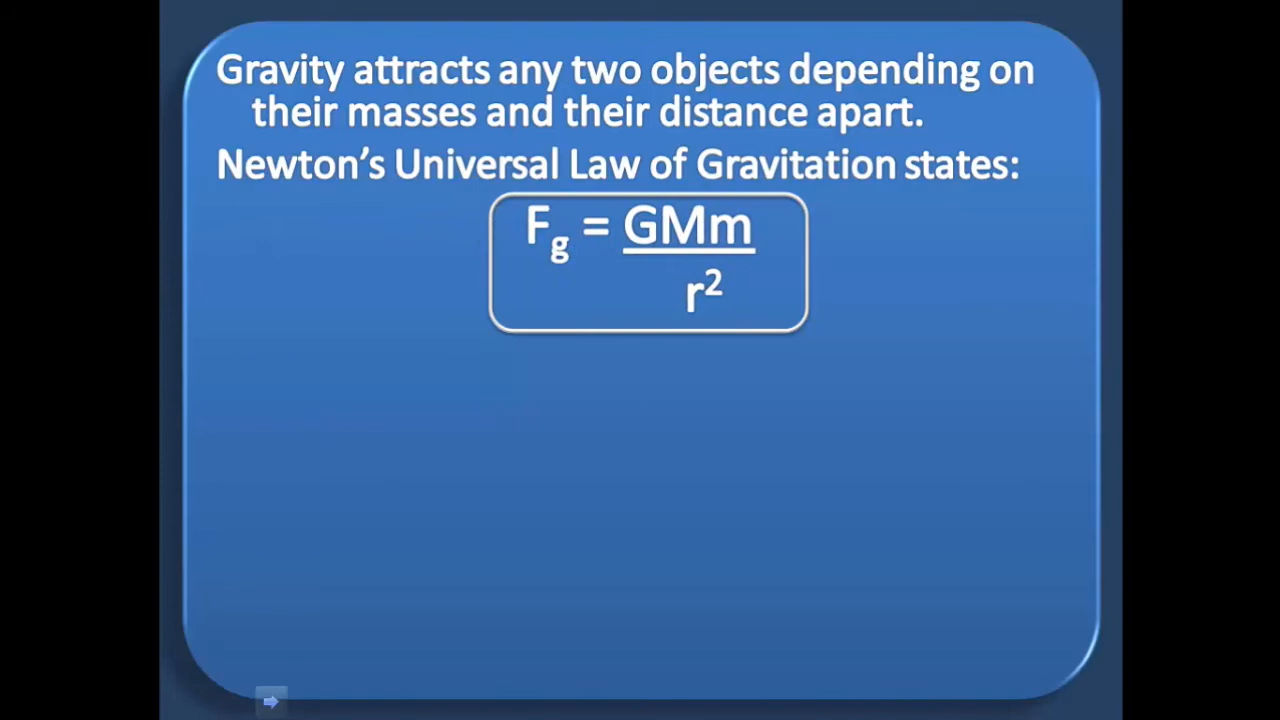 Gravity attracts any two objects depending on
their masses and their distance apart.
Newton’s Universal Law of Gravitation states:
F_g = GMm
r²